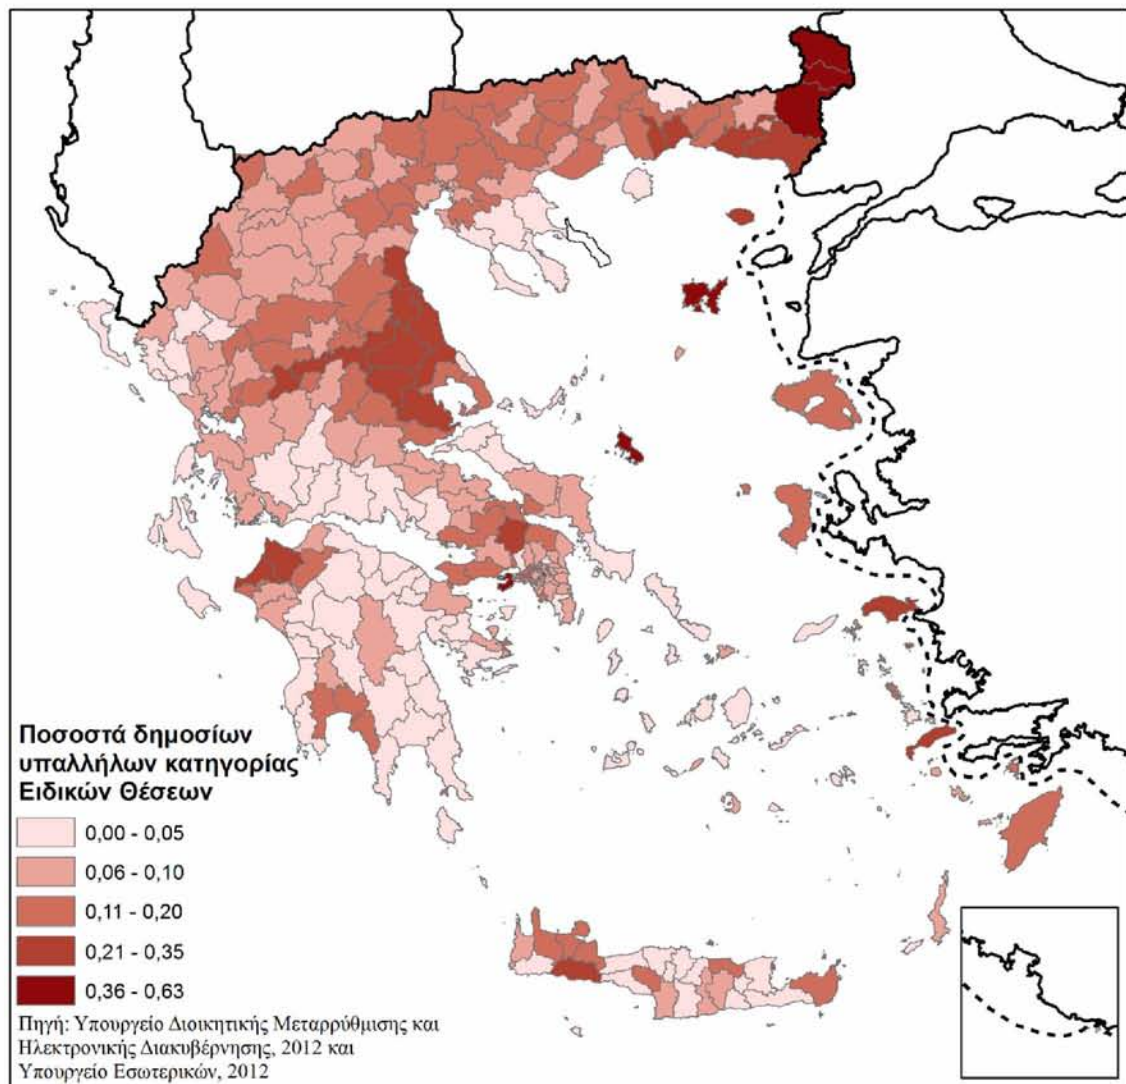 Ποσοστά δημοσίων
υπαλλήλων κατηγορίας
Ειδικών Θέσεων
0,00 - 0,05
0,06 - 0,10
0,11 - 0,20
0,21 - 0,35
0,36 - 0,63
Πηγή: Υπουργείο Διοικητικής Μεταρρύθμισης και
Ηλεκτρονικής Διακυβέρνησης, 2012 και
Υπουργείο Εσωτερικών, 2012